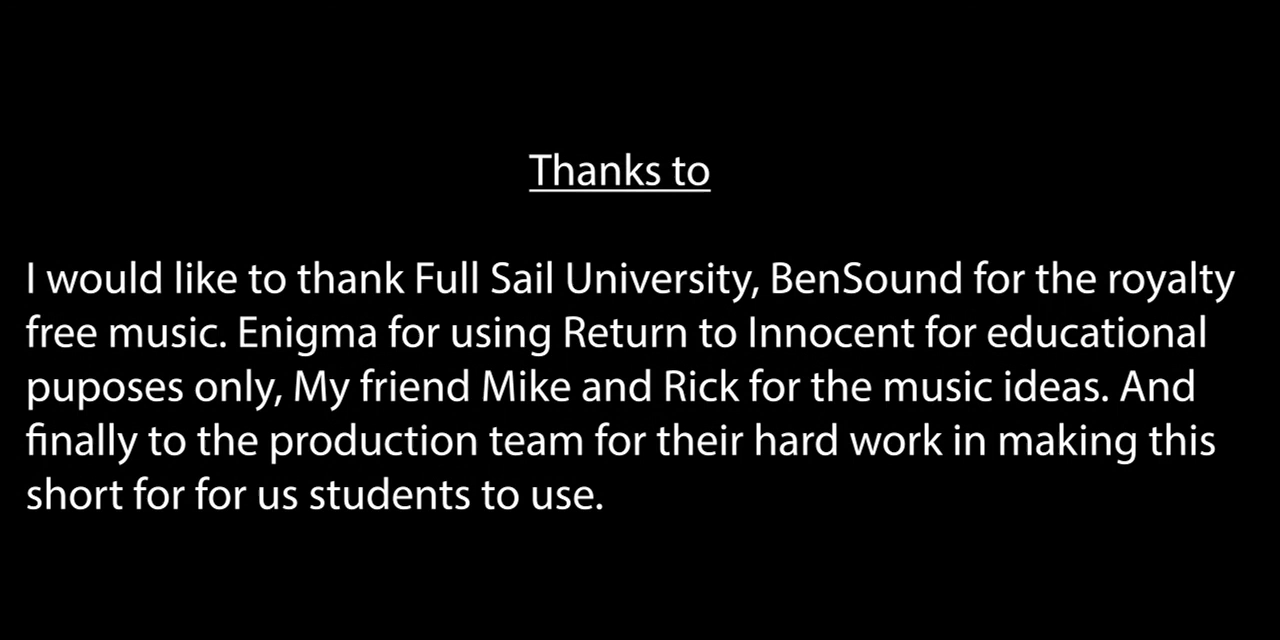 Thanks to
I would like to thank Full Sail University, BenSound for the royalty
free music. Enigma for using Return to Innocent for educational
puposes only, My friend Mike and Rick for the music ideas. And
finally to the production team for their hard work in making this
short for for us students to use.